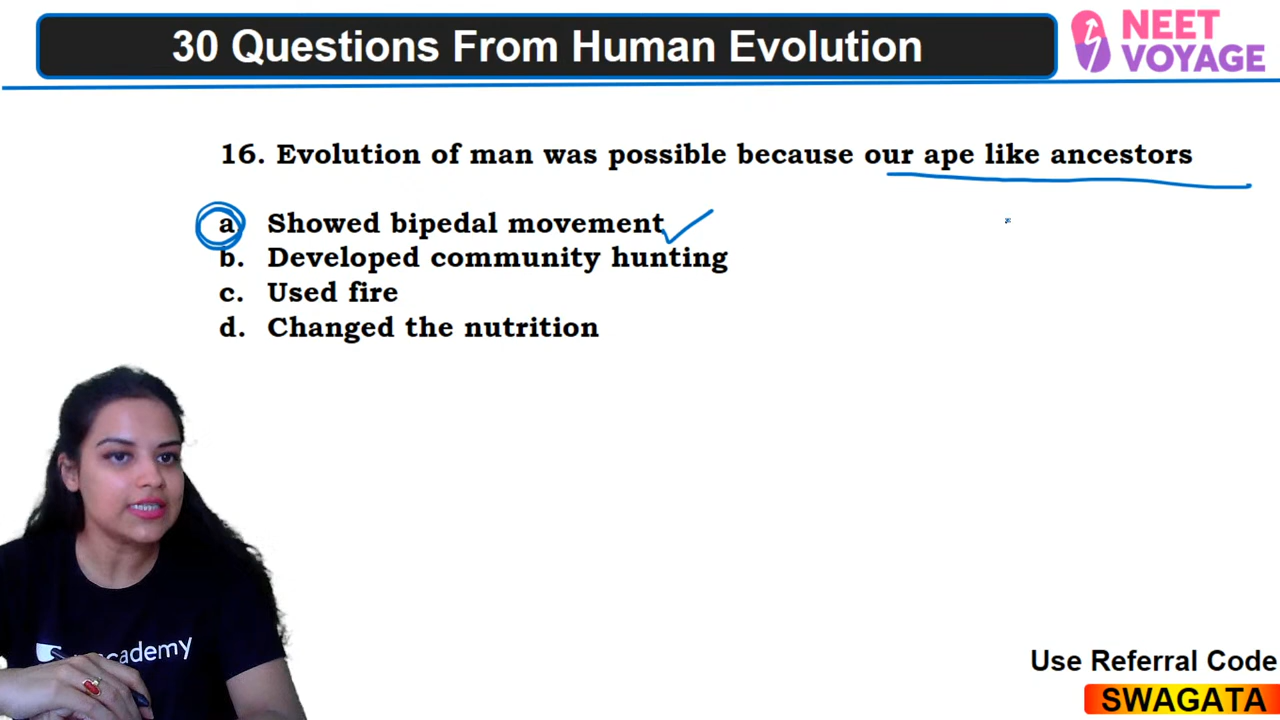 30 Questions From Human Evolution
NEET
VOYAGE
16. Evolution of man was possible because our ape like ancestors
a Showed bipedal movement
b. Developed community hunting
c. Used fire
d. Changed the nutrition
academy
Use Referral Code
SWAGATA